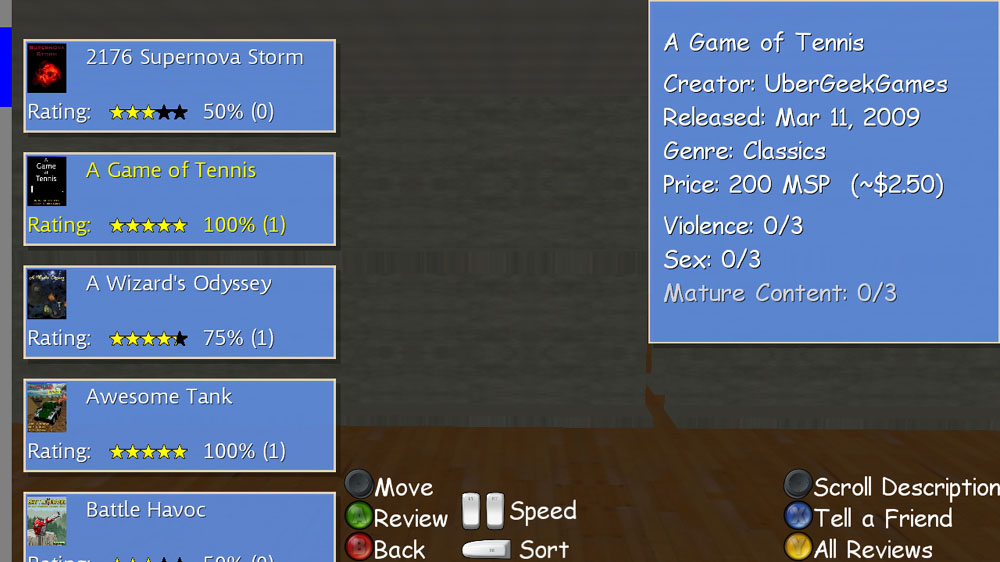 2176 Supernova Storm
Rating: 50% (0)
A Game of Tennis
Rating: 100% (1)
A Wizard's Odyssey
Rating: 75% (1)
Awesome Tank
Rating: 100% (1)
Battle Havoc
A Game of Tennis
Creator: UberGeekGames
Released: Mar 11, 2009
Genre: Classics
Price: 200 MSP (~$2.50)
Violence: 0/3
Sex: 0/3
Mature Content: 0/3
Move
Review
Back
Speed
Sort
Scroll Description
Tell a Friend
All Reviews